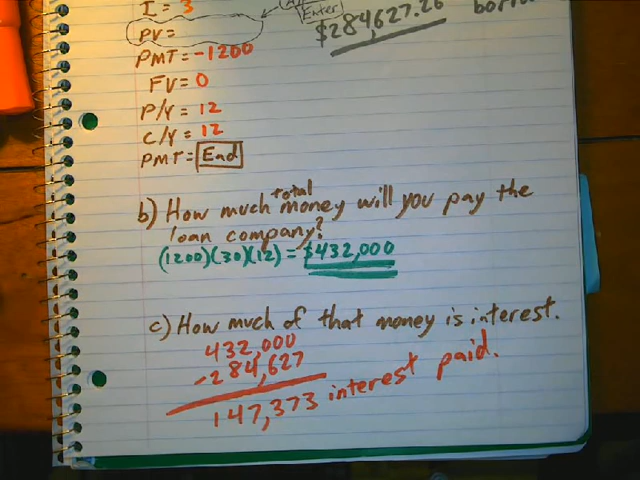 I = 3
Enter
$284,627.26
PV =
PMT = -1200
FV = 0
P/Y = 12
C/Y = 12
PMT = End
b) How much total money will you pay the
loan company?
(1200)(30)(12) = $432,000
c) How much of that money is interest.
432,000
-284,627
147,373 interest paid.